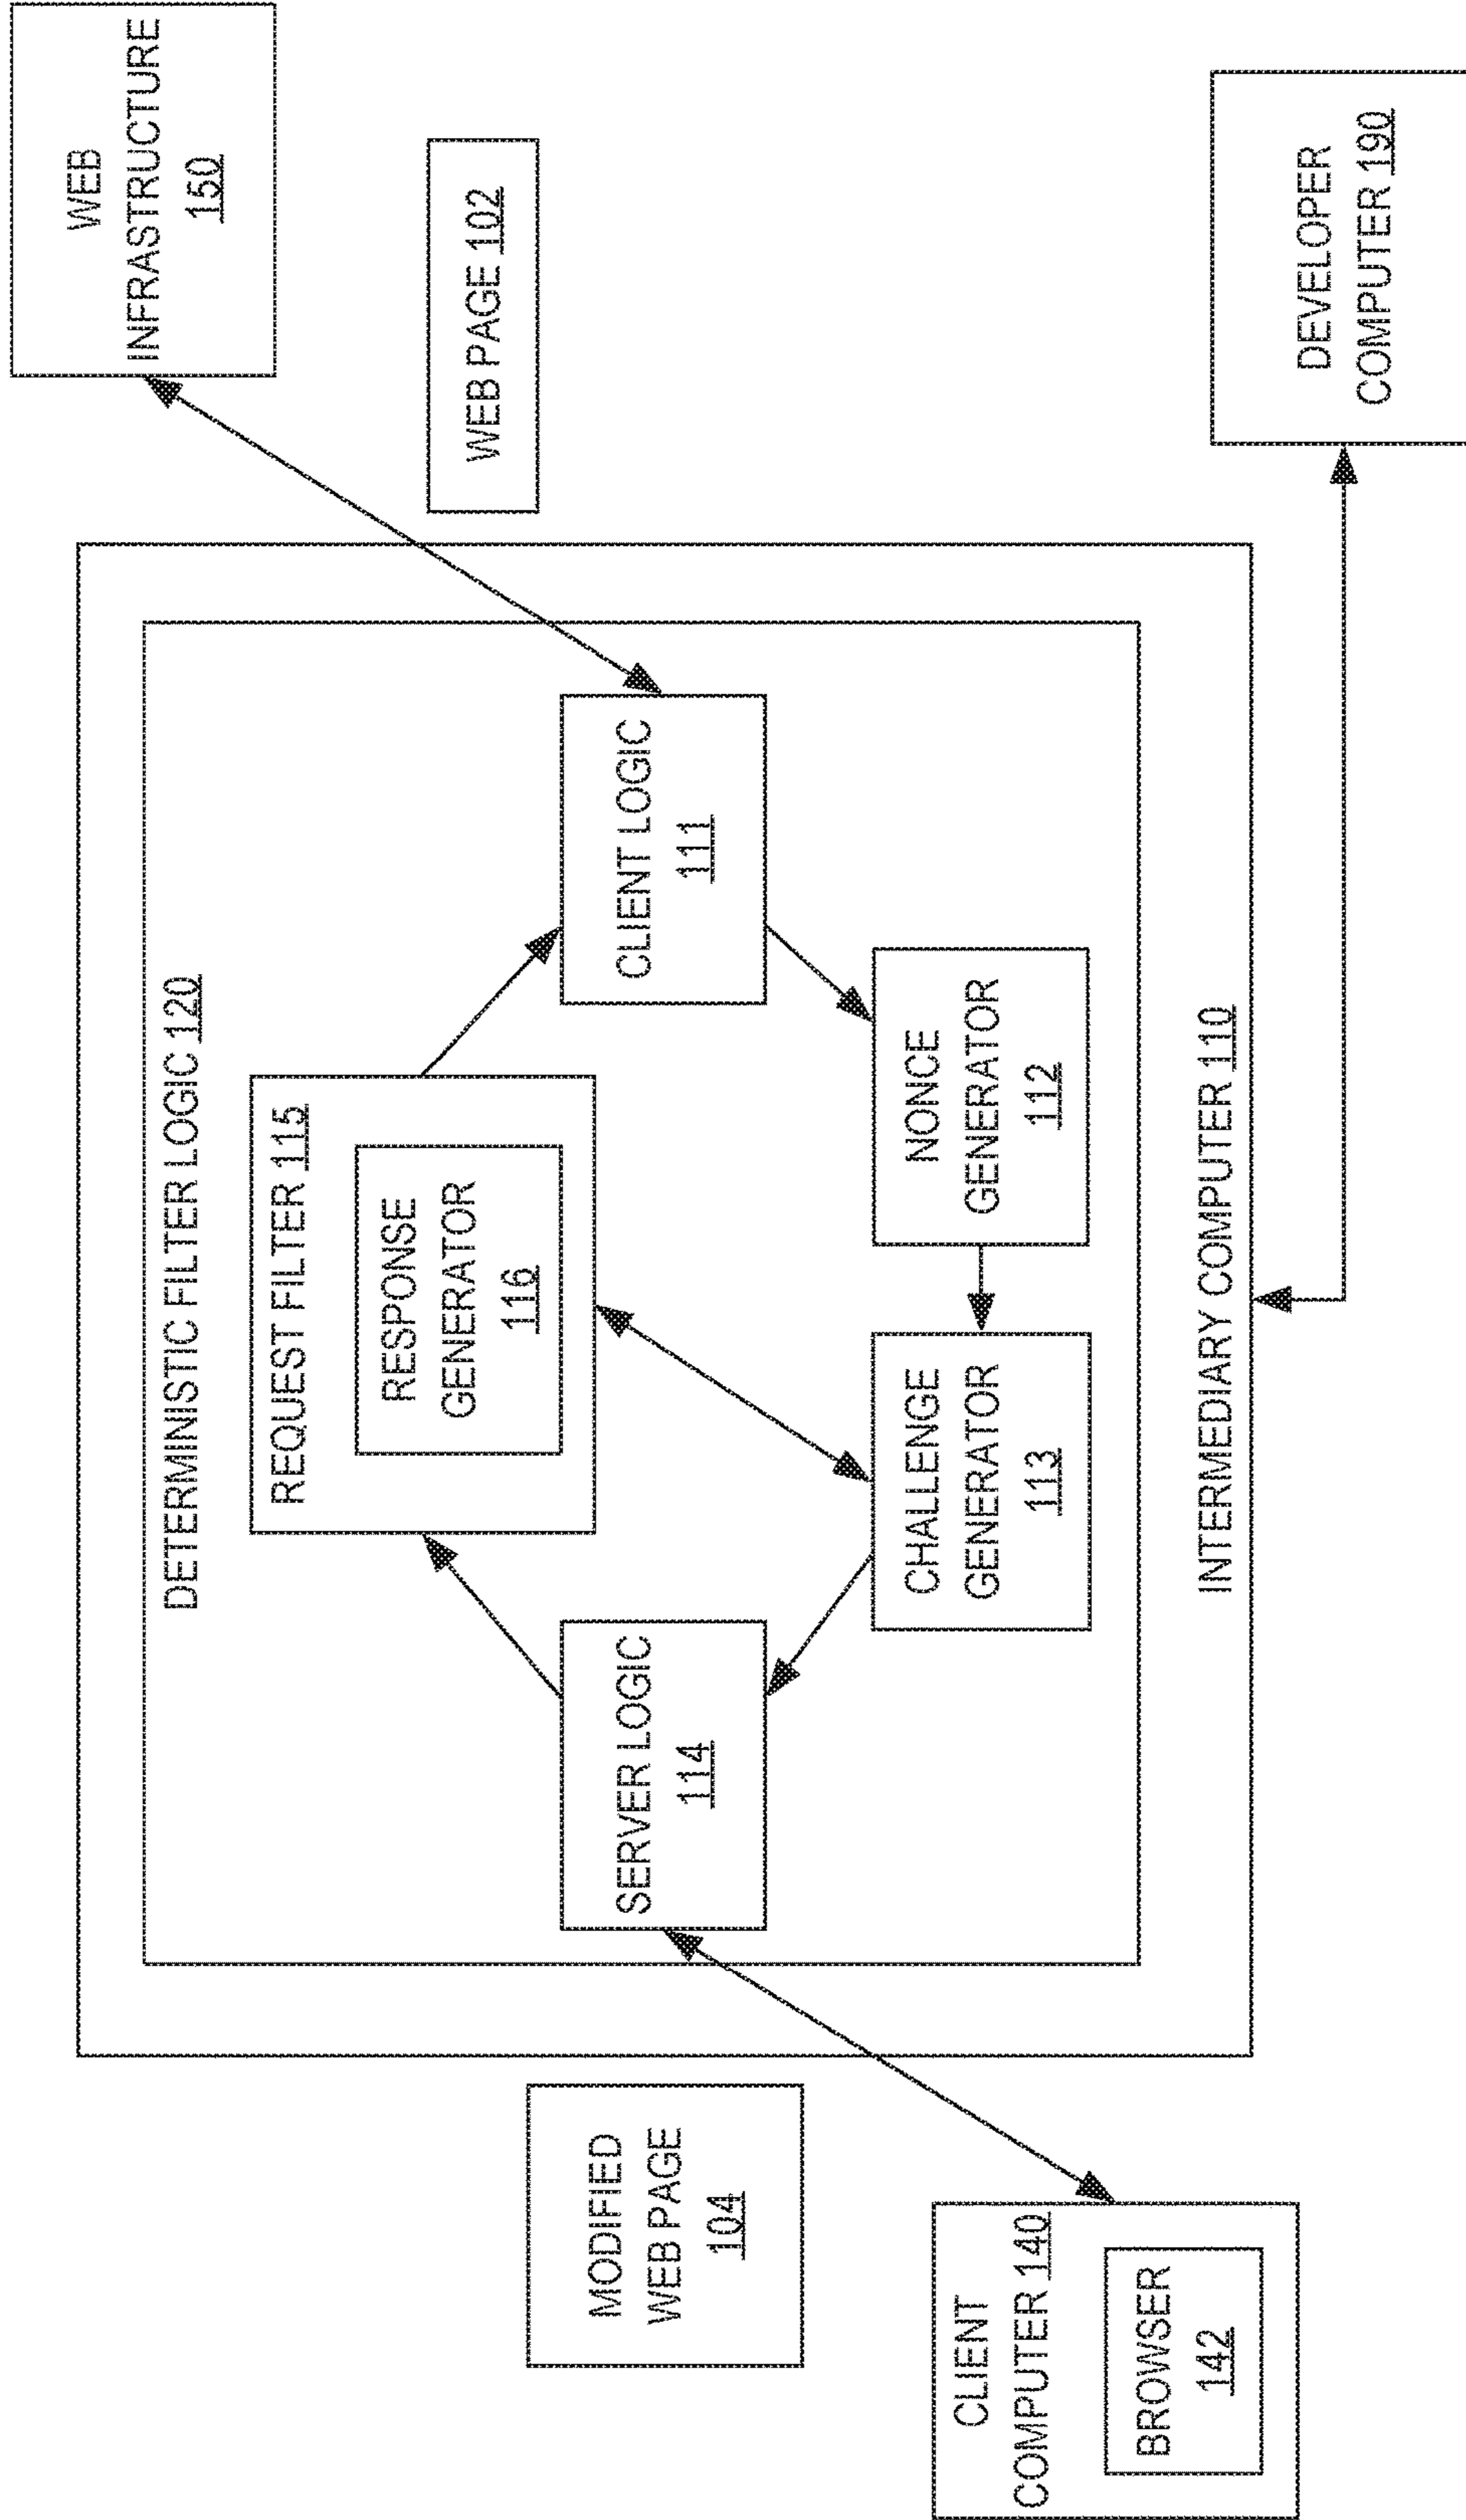 WEB
INFRASTRUCTURE
150
WEB PAGE 102
DEVELOPER
COMPUTER 190
DETERMINISTIC FILTER LOGIC 120
REQUEST FILTER 115
RESPONSE
GENERATOR
116
CLIENT LOGIC
111
NONCE
GENERATOR
112
CHALLENGE
GENERATOR
113
SERVER LOGIC
114
INTERMEDIARY COMPUTER 110
MODIFIED
WEB PAGE
104
CLIENT
COMPUTER 140
BROWSER
142